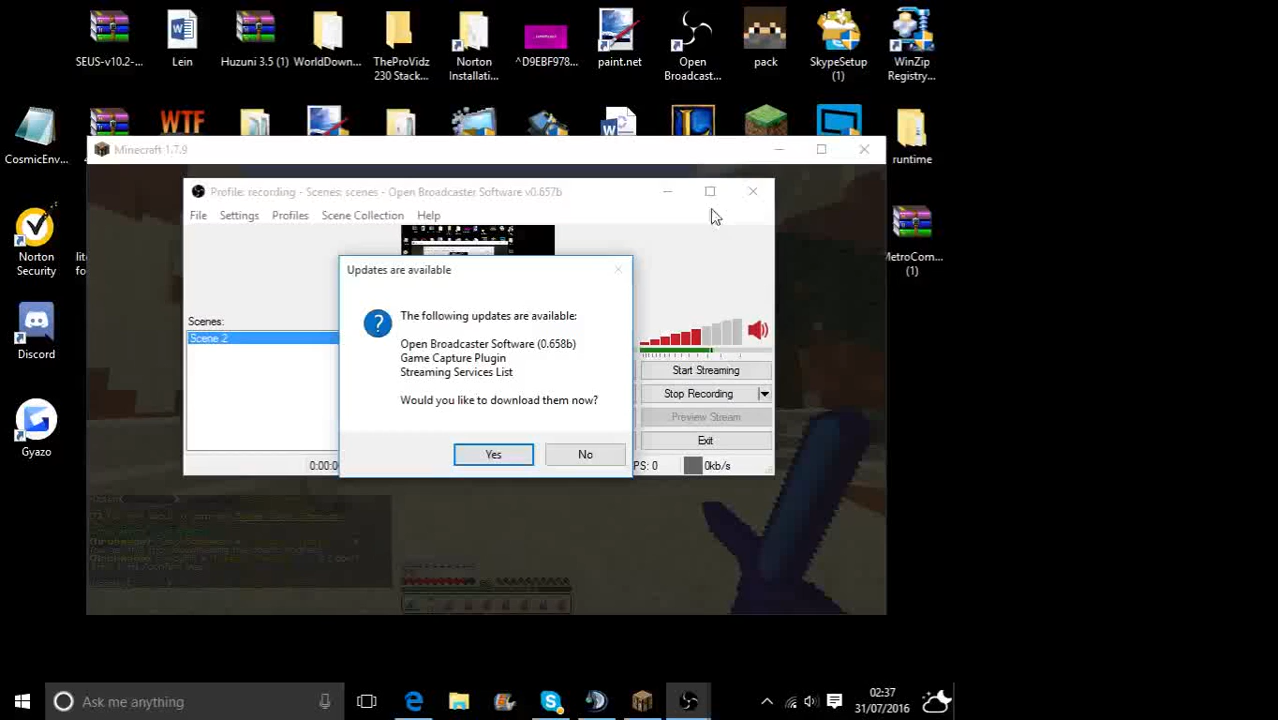 SEUS-v10.2-...
Lein
Huzuni 3.5 (1)
WorldDown...
TheProVidz
230 Stack...
Norton
Installati...
^D9EBF978...
paint.net
Open
Broadcast...
pack
SkypeSetup
(1)
WinZip
Registry...
CosmicEnv...
WTF
runtime
Minecraft 1.7.9
Profile: recording - Scenes: scenes - Open Broadcaster Software v0.657b
File Settings Profiles Scene Collection Help
Norton
Security
MetroCom...
(1)
Updates are available
The following updates are available:
Open Broadcaster Software (0.658b)
Game Capture Plugin
Streaming Services List
Would you like to download them now?
Yes
No
Scenes:
Scene 2
Start Streaming
Stop Recording
Preview Stream
Exit
0kb/s
Discord
Gyazo
Ask me anything
02:37
31/07/2016